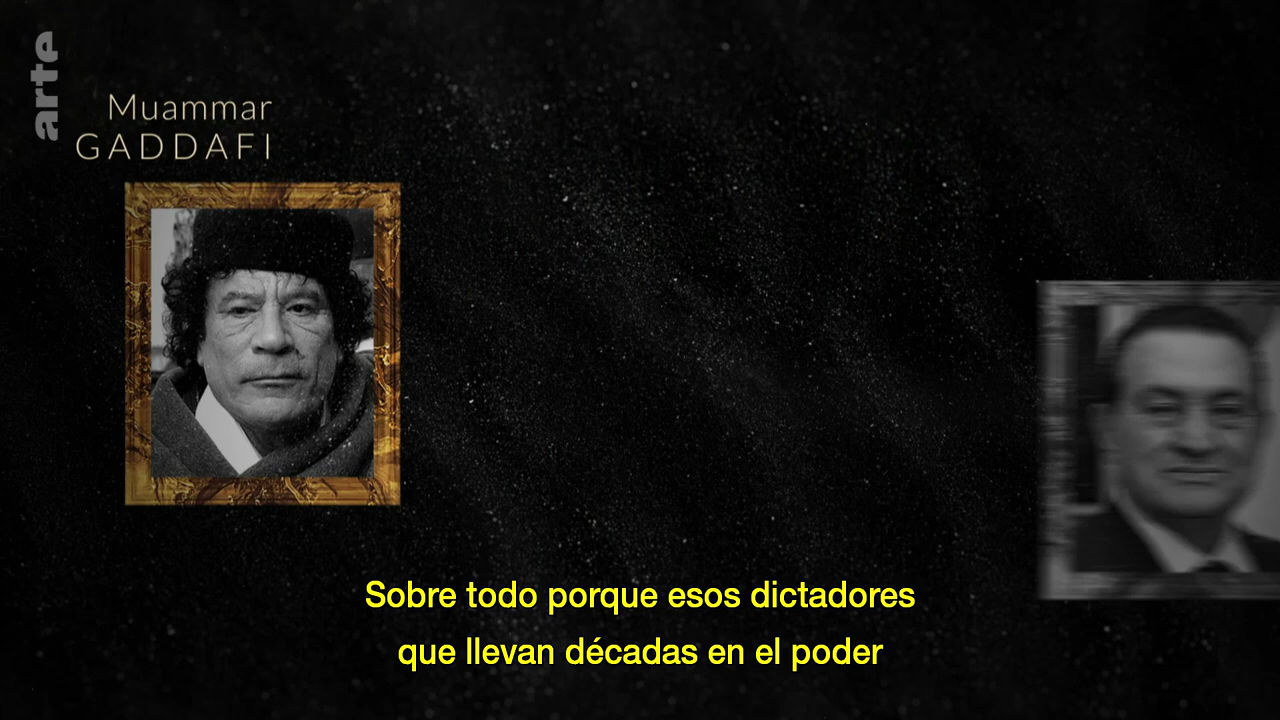 arte
Muammar
GADDAFI
Sobre todo porque esos dictadores
que llevan décadas en el poder